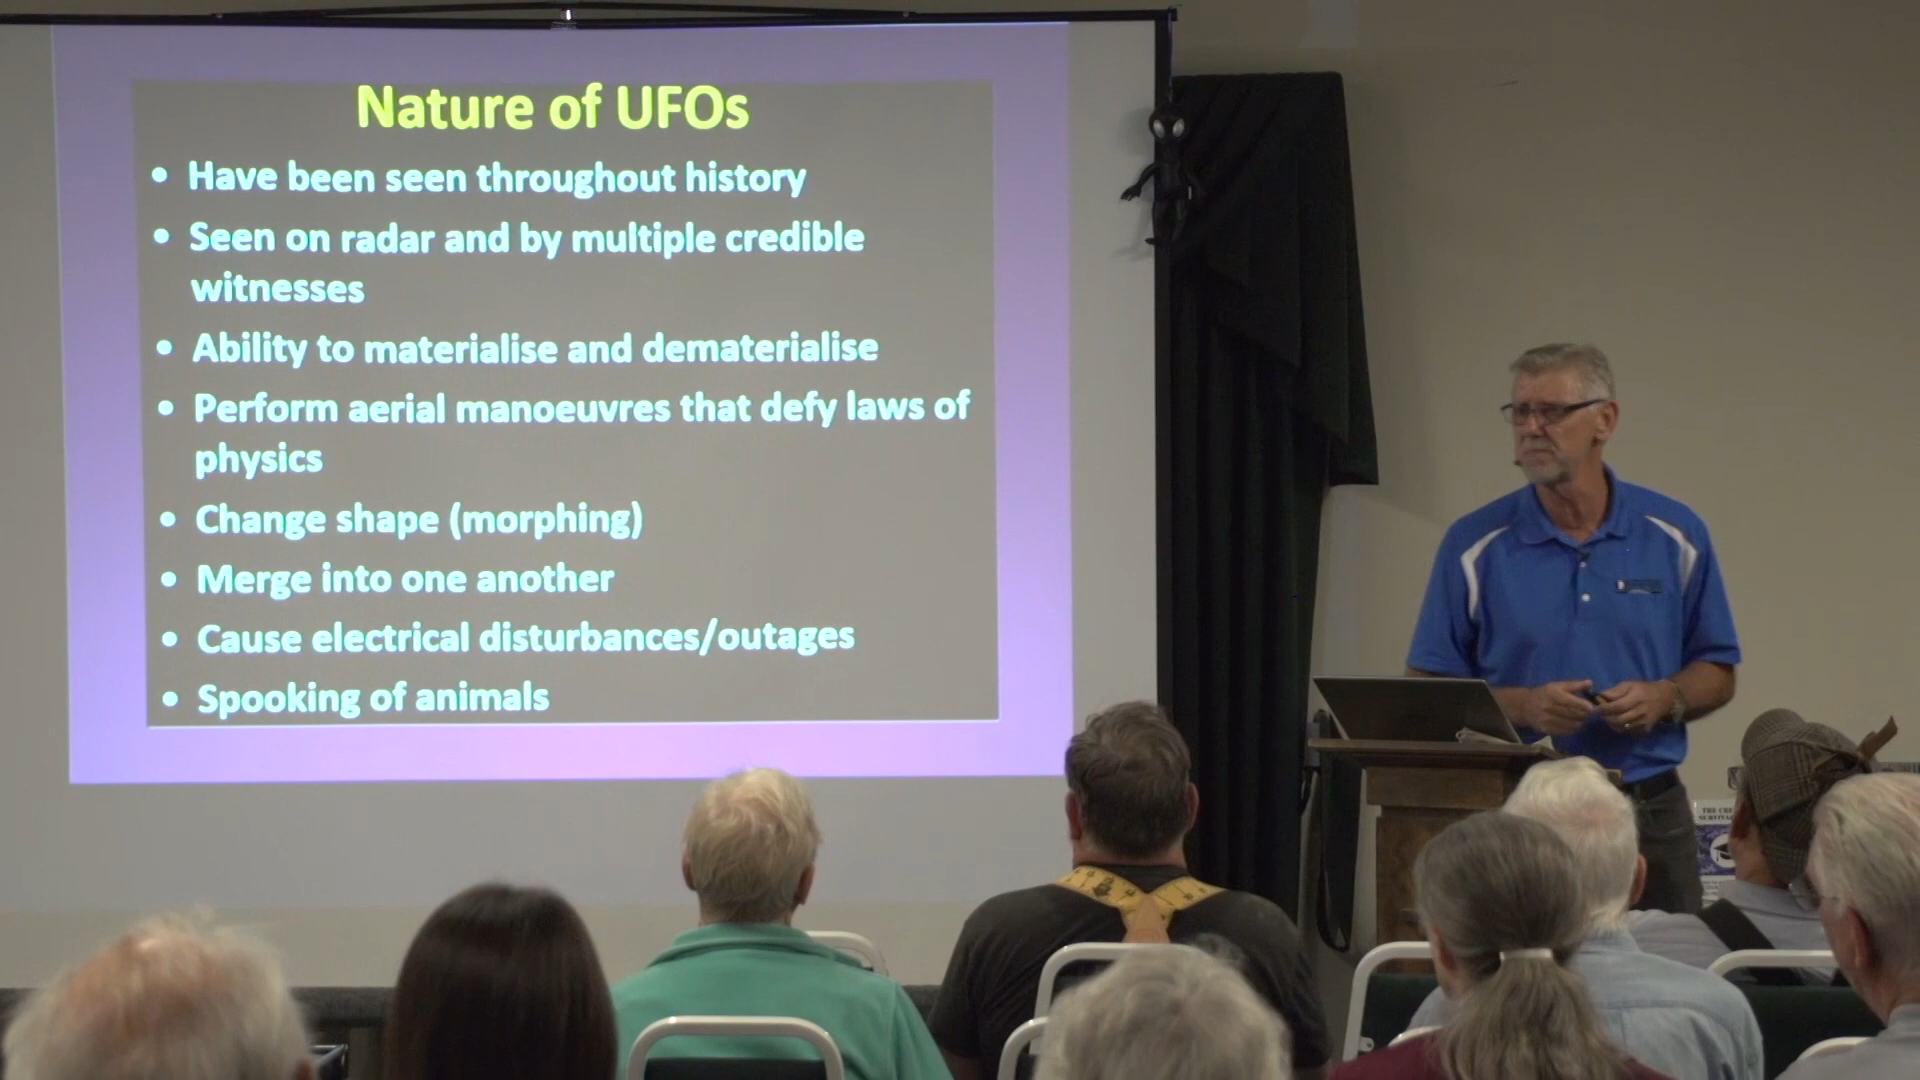 Nature of UFOs
• Have been seen throughout history
• Seen on radar and by multiple credible
witnesses
• Ability to materialise and dematerialise
• Perform aerial manoeuvres that defy laws of
physics
• Change shape (morphing)
• Merge into one another
• Cause electrical disturbances/outages
• Spooking of animals